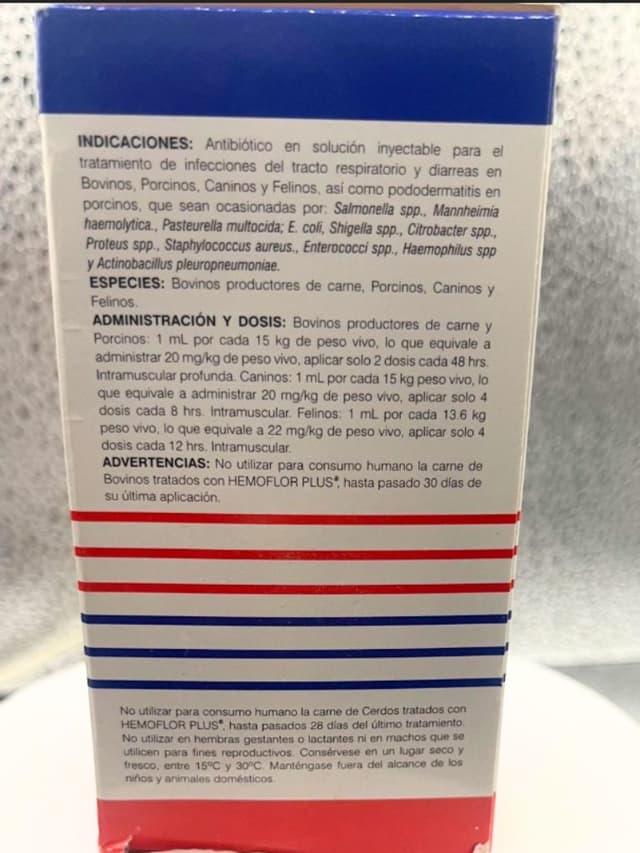 INDICACIONES: Antibiótico en solución inyectable para el
tratamiento de infecciones del tracto respiratorio y diarreas en
Bovinos, Porcinos, Caninos y Felinos, así como pododermatitis en
porcinos, que sean ocasionadas por: Salmonella spp., Mannheimia
haemolytica., Pasteurella multocida; E. coli, Shigella spp., Citrobacter spp.,
Proteus spp., Staphylococcus aureus., Enterococci spp., Haemophilus spp
y Actinobacillus pleuropneumoniae.
ESPECIES: Bovinos productores de carne, Porcinos, Caninos y
Felinos.
ADMINISTRACIÓN Y DOSIS: Bovinos productores de carne y
Porcinos: 1 mL por cada 15 kg de peso vivo, lo que equivale a
administrar 20 mg/kg de peso vivo, aplicar solo 2 dosis cada 48 hrs.
Intramuscular profunda. Caninos: 1 mL por cada 15 kg peso vivo, lo
que equivale a administrar 20 mg/kg de peso vivo, aplicar solo 4
dosis cada 8 hrs. Intramuscular. Felinos: 1 mL por cada 13.6 kg
peso vivo, lo que equivale a 22 mg/kg de peso vivo, aplicar solo 4
dosis cada 12 hrs. Intramuscular.
ADVERTENCIAS: No utilizar para consumo humano la carne de
Bovinos tratados con HEMOFLOR PLUS®, hasta pasado 30 días de
su última aplicación.
No utilizar para consumo humano la carne de Cerdos tratados con
HEMOFLOR PLUS®, hasta pasados 28 días del último tratamiento.
No utilizar en hembras gestantes o lactantes ni en machos que se
utilicen para fines reproductivos. Consérvese en un lugar seco y
fresco, entre 15ºC y 30ºC. Manténgase fuera del alcance de los
niños y animales domésticos.